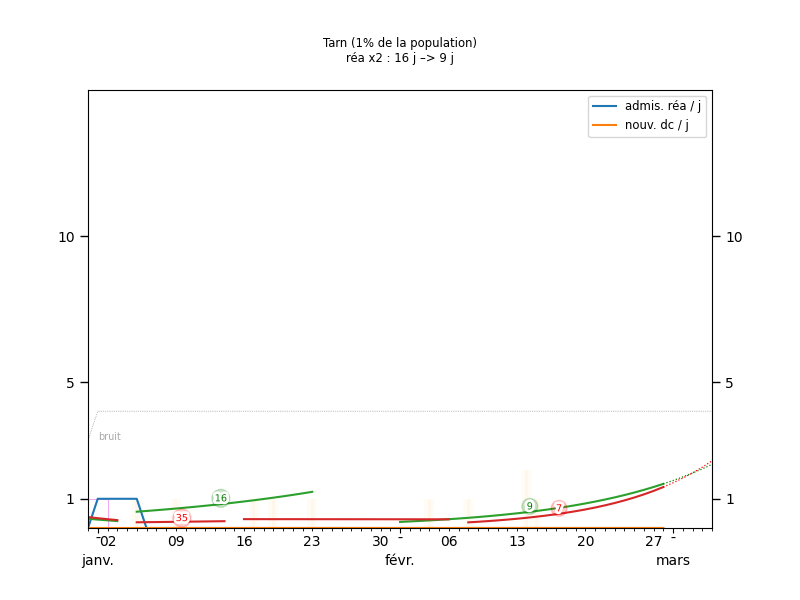 Tarn (1% de la population)
réa x2 : 16 j –> 9 j
admis. réa / j
nouv. dc / j
10 10
5 5
bruit
1 16 35 9 7 1
02 09 16 23 30 06 13 20 27
janv. févr. mars